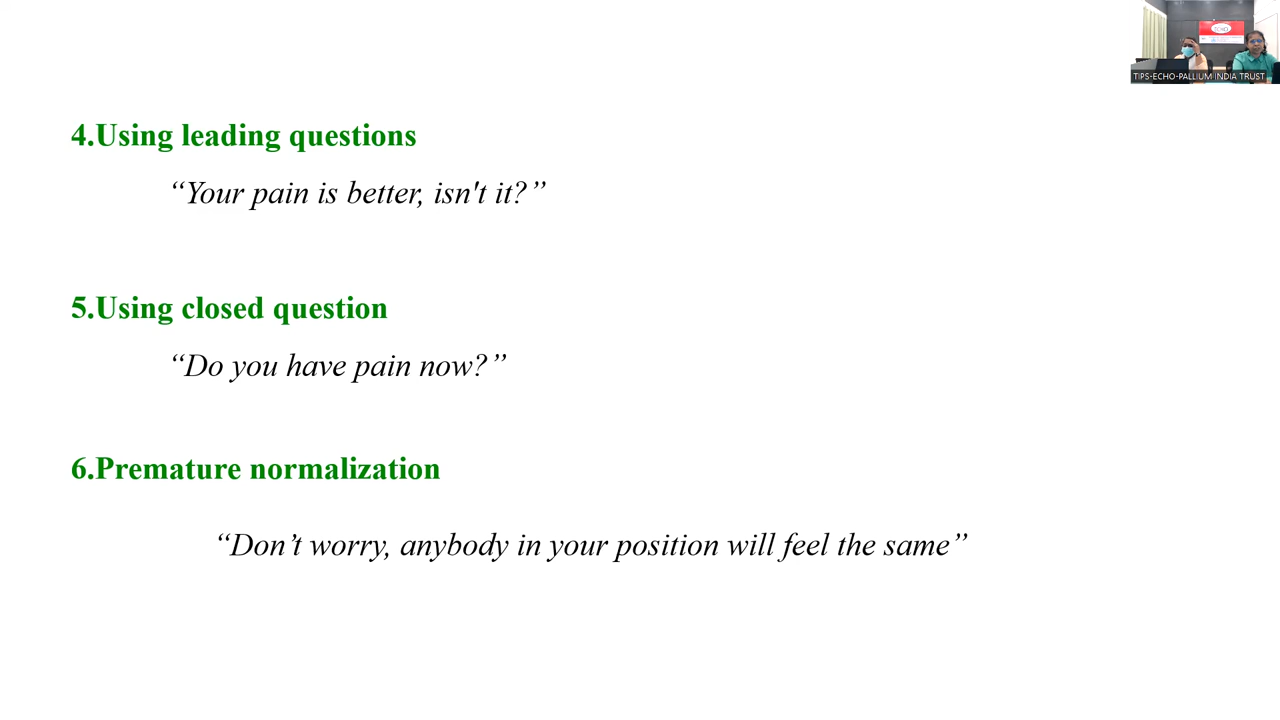 TIPS-ECHO-PALLIUM INDIA TRUST
4.Using leading questions
“Your pain is better, isn't it?”
5.Using closed question
“Do you have pain now?”
6.Premature normalization
“Don’t worry, anybody in your position will feel the same”